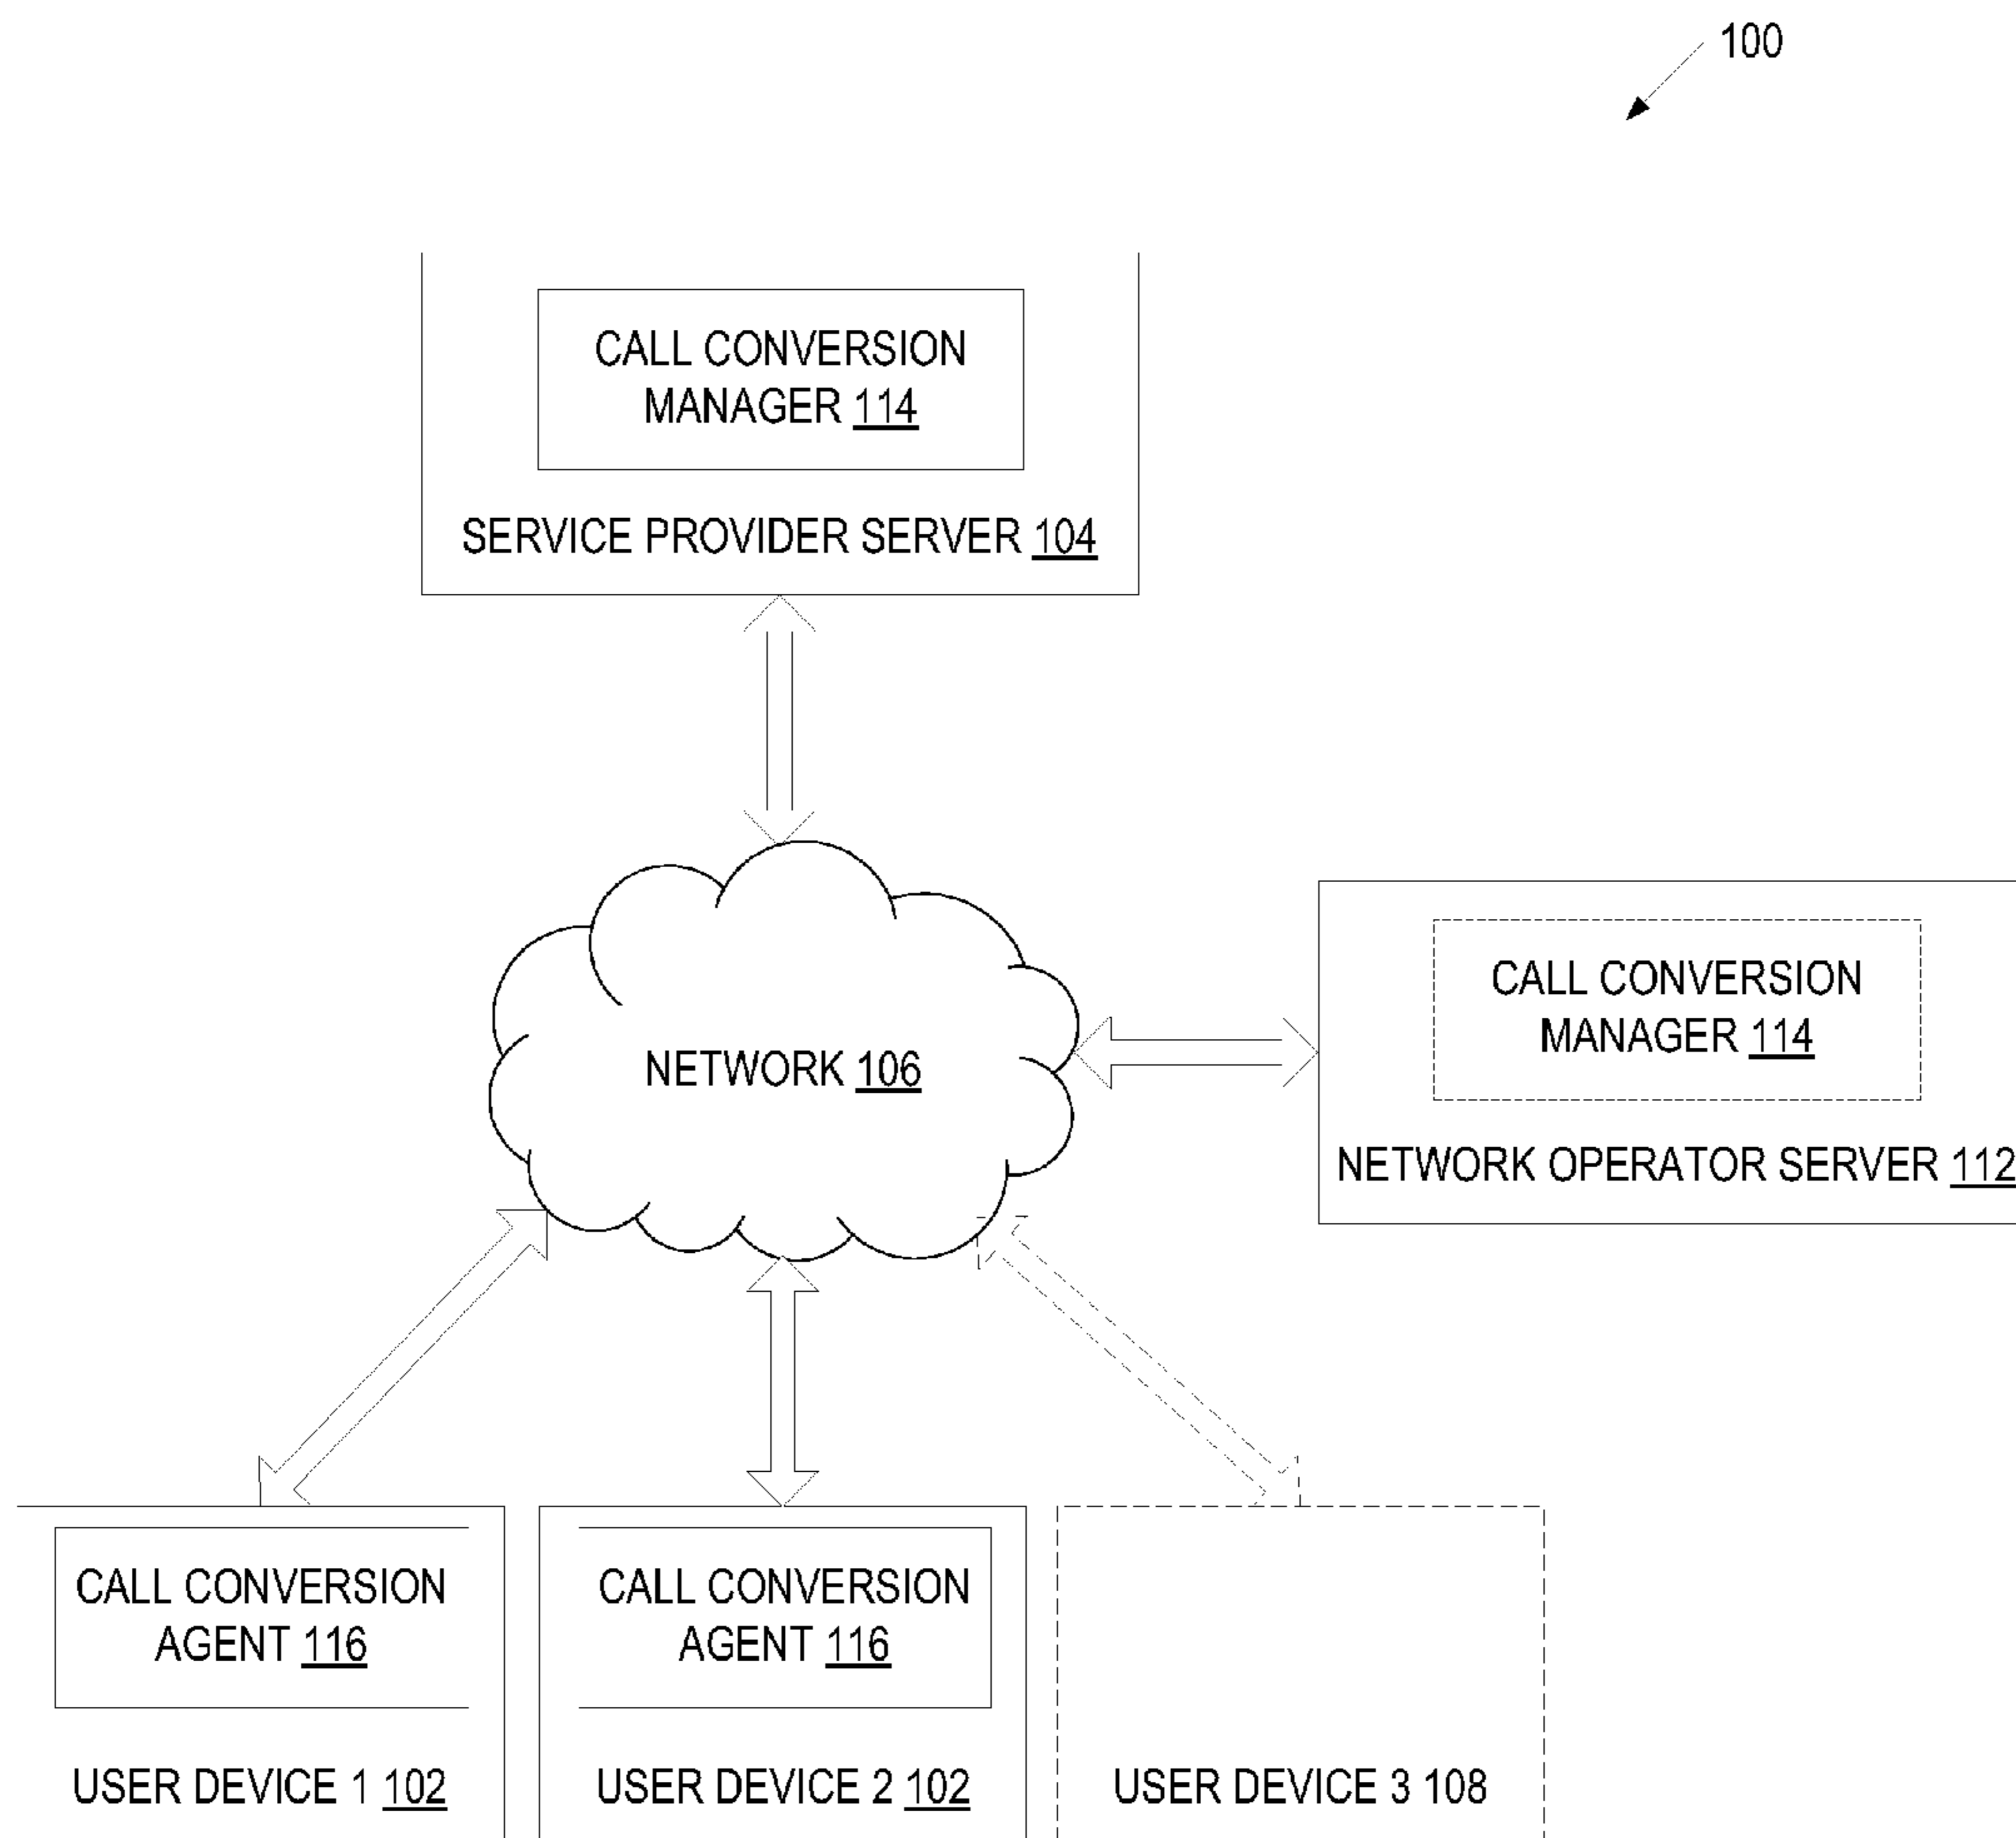 100
CALL CONVERSION
MANAGER 114
SERVICE PROVIDER SERVER 104
NETWORK 106
CALL CONVERSION
MANAGER 114
NETWORK OPERATOR SERVER 112
CALL CONVERSION
AGENT 116
USER DEVICE 1 102
CALL CONVERSION
AGENT 116
USER DEVICE 2 102
USER DEVICE 3 108